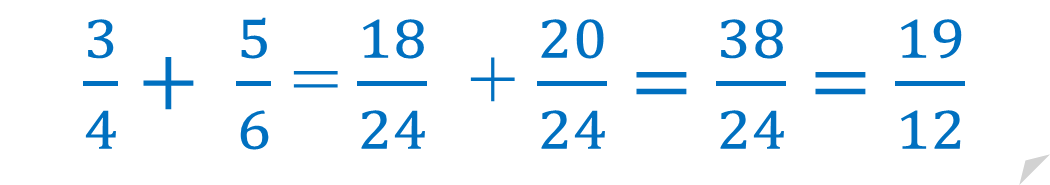 3/4 + 5/6 = 18/24 + 20/24 = 38/24 = 19/12